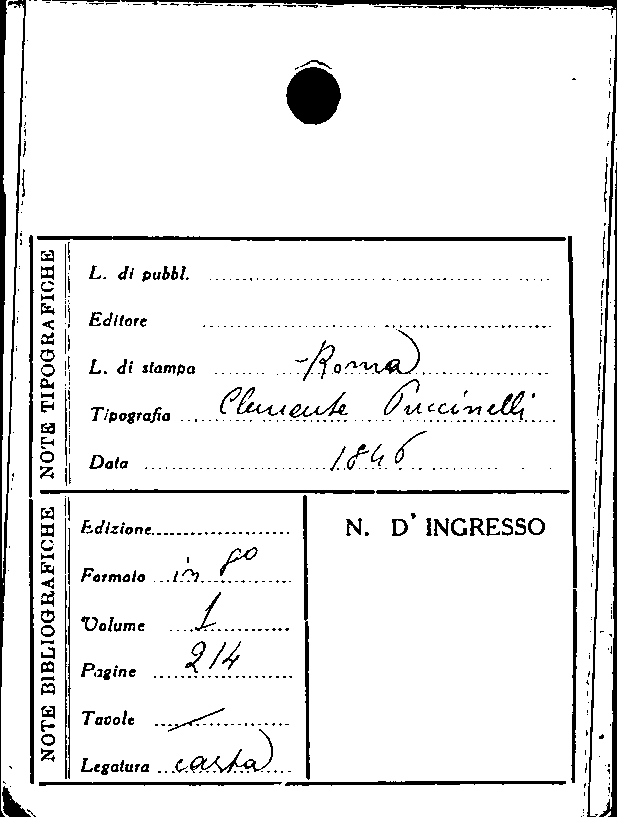 NOTE TIPOGRAFICHE
L. di pubbl.
Editore
L. di stampa Roma
Tipografia Clemente Puccinelli
Data 1846
NOTE BIBLIOGRAFICHE
Edizione
Formato in 8º
Volume 1
Pagine 214
Tavole /
Legatura carta
N. D' INGRESSO